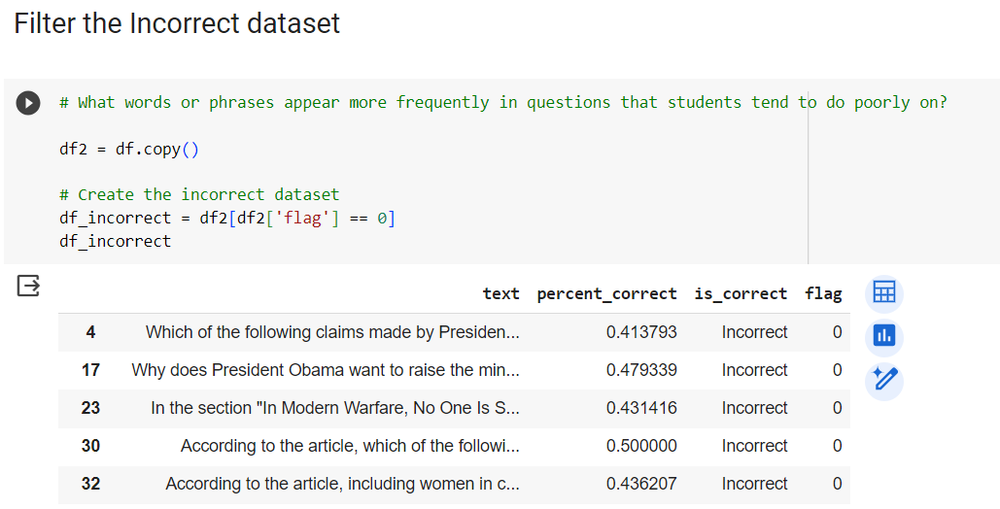 Filter the Incorrect dataset
# What words or phrases appear more frequently in questions that students tend to do poorly on?
df2 = df.copy()
# Create the incorrect dataset
df_incorrect = df2[df2['flag'] == 0]
df_incorrect
text percent_correct is_correct flag
4 Which of the following claims made by Presiden... 0.413793 Incorrect 0
17 Why does President Obama want to raise the min... 0.479339 Incorrect 0
23 In the section "In Modern Warfare, No One Is S... 0.431416 Incorrect 0
30 According to the article, which of the followi... 0.500000 Incorrect 0
32 According to the article, including women in c... 0.436207 Incorrect 0